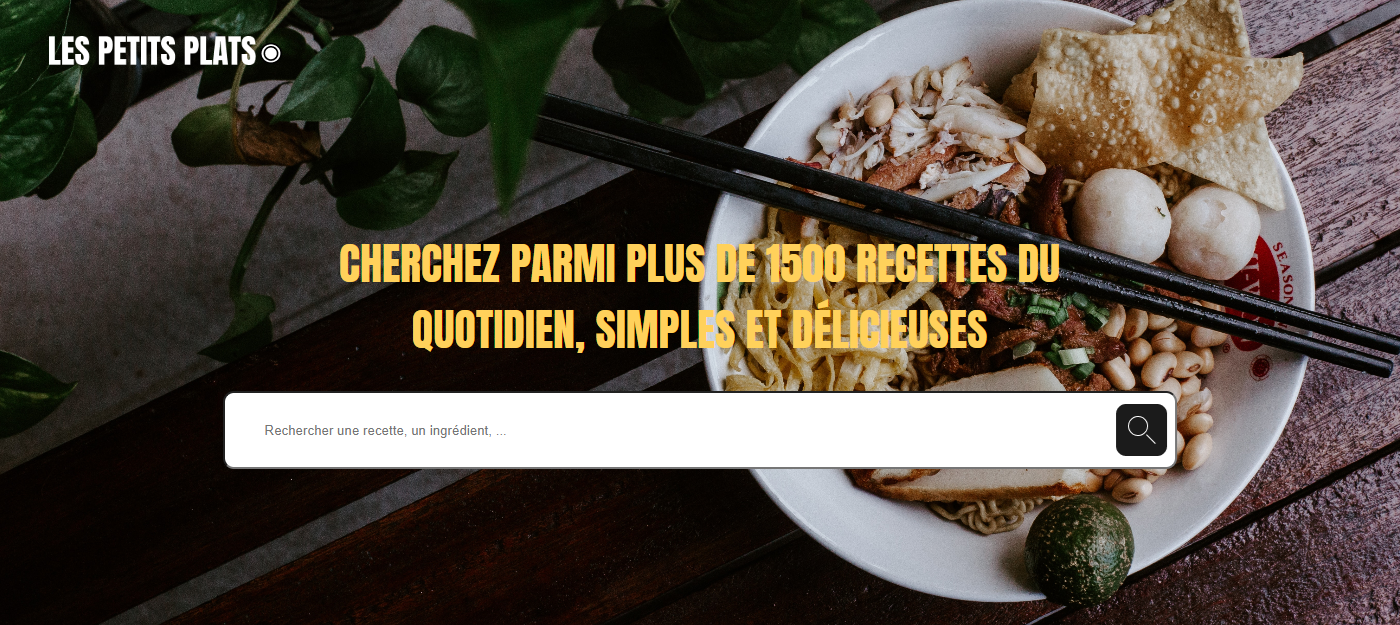 LES PETITS PLATS
CHERCHEZ PARMI PLUS DE 1500 RECETTES DU
QUOTIDIEN, SIMPLES ET DÉLICIEUSES
Rechercher une recette, un ingrédient, ...
SEASON